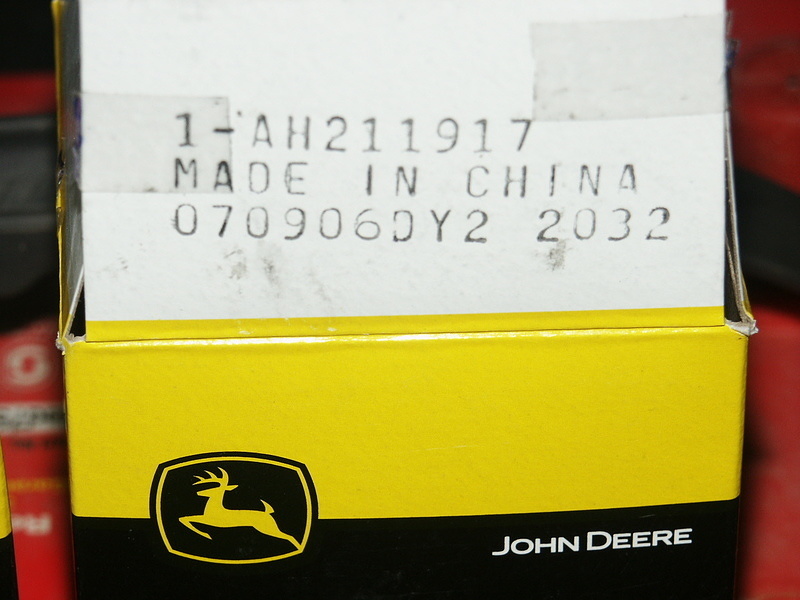 1-AH211917
MADE IN CHINA
070906DY2 2032
JOHN DEERE